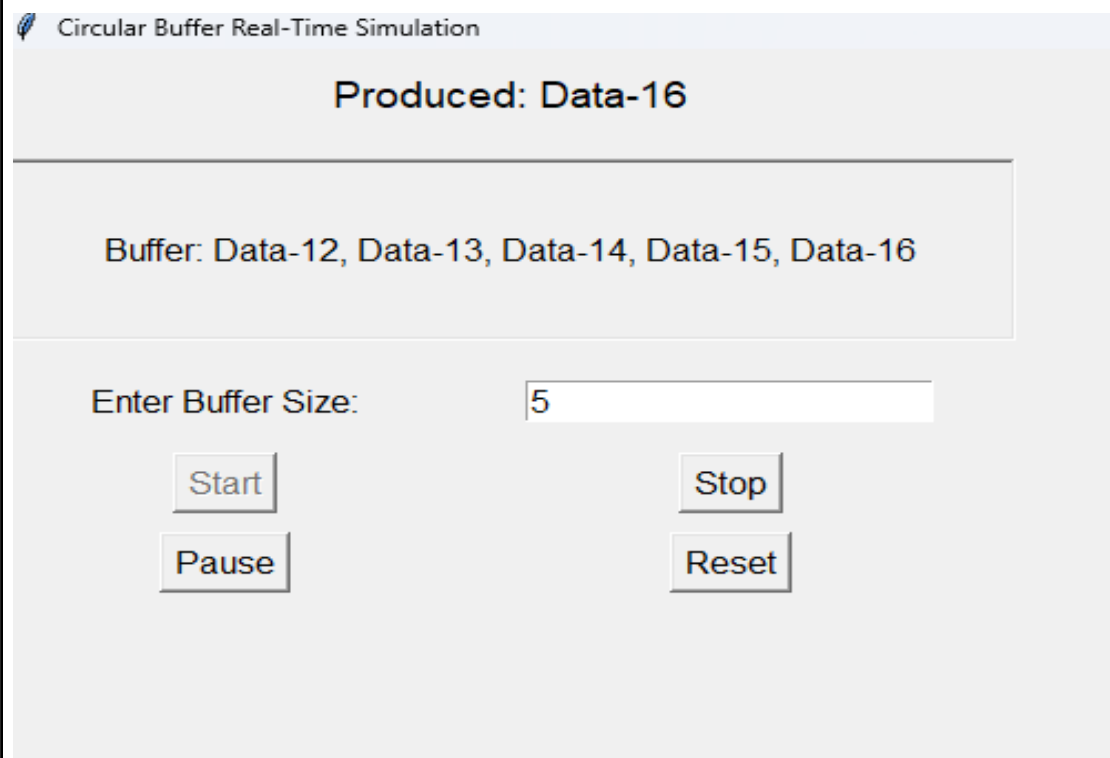 Circular Buffer Real-Time Simulation
Produced: Data-16
Buffer: Data-12, Data-13, Data-14, Data-15, Data-16
Enter Buffer Size: 5
Start Stop
Pause Reset